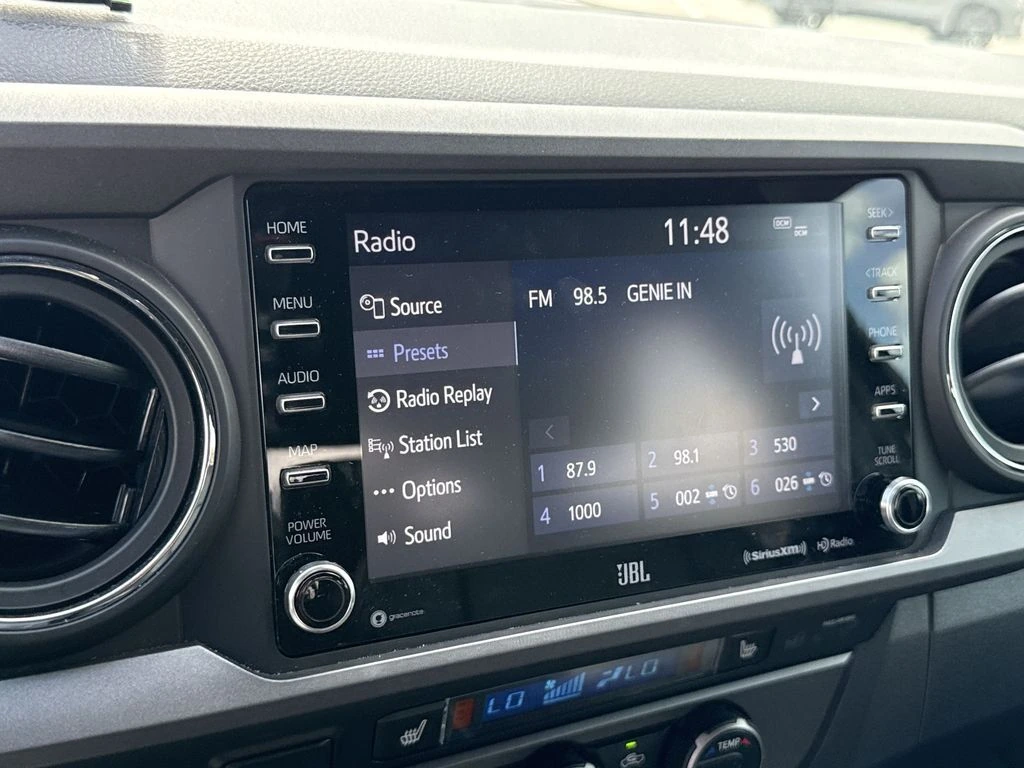 HOME
MENU
AUDIO
MAP
POWER
VOLUME
Radio
11:48
DCM
DCM
Source
Presets
Radio Replay
Station List
Options
Sound
FM 98.5 GENIE IN
<
>
1 87.9
2 98.1
3 530
4 1000
5 002
6 026
SEEK>
<TRACK
PHONE
APPS
TUNE
SCROLL
gracenote
JBL
((SiriusXM))
HD Radio
LO
LO
TEMP